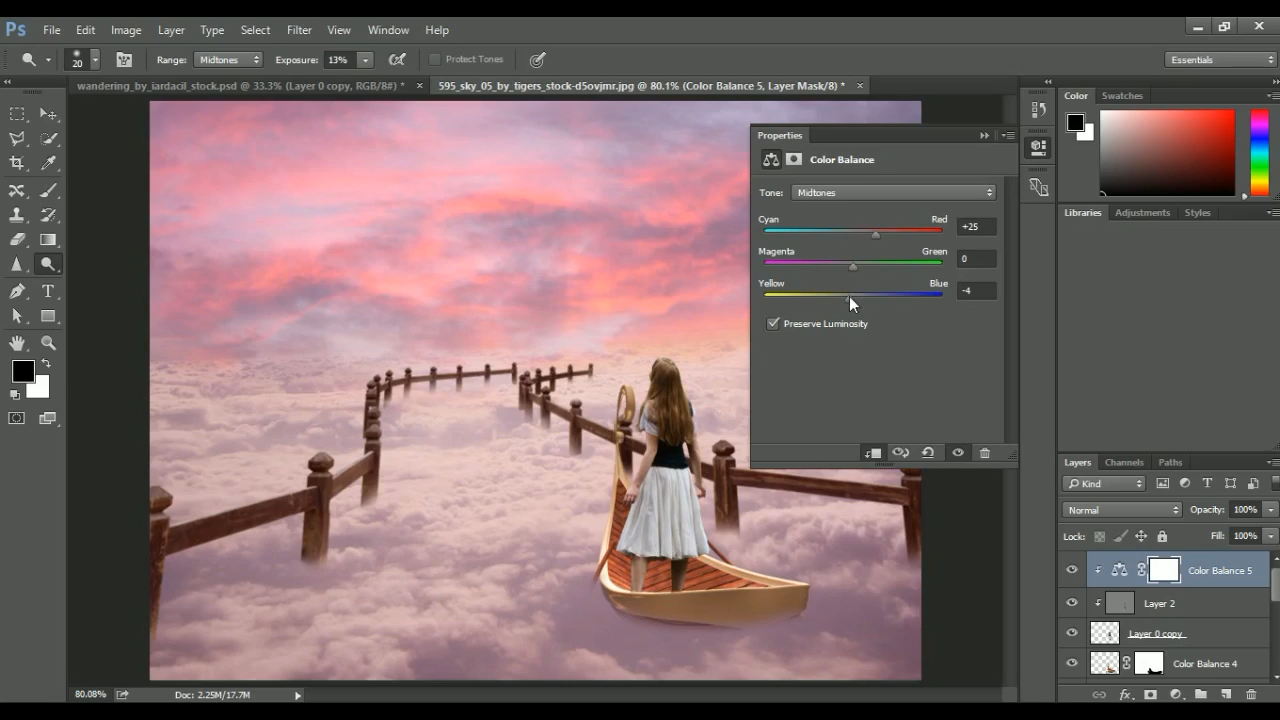 Ps File Edit Image Layer Type Select Filter View Window Help
20 Range: Midtones Exposure: 13% Protect Tones Essentials
wandering_by_iardacil_stock.psd @ 33.3% (Layer 0 copy, RGB/8#) * × 595_sky_05_by_tigers_stock-d5ovjmr.jpg @ 80.1% (Color Balance 5, Layer Mask/8) * ×
Color Swatches
Properties
Color Balance
Tone: Midtones
Cyan Red +25
Magenta Green 0
Yellow Blue -4
Preserve Luminosity
Libraries Adjustments Styles
Layers Channels Paths
Kind
Normal Opacity: 100%
Lock: Fill: 100%
Color Balance 5
Layer 2
Layer 0 copy
Color Balance 4
80.08% Doc: 2.25M/17.7M